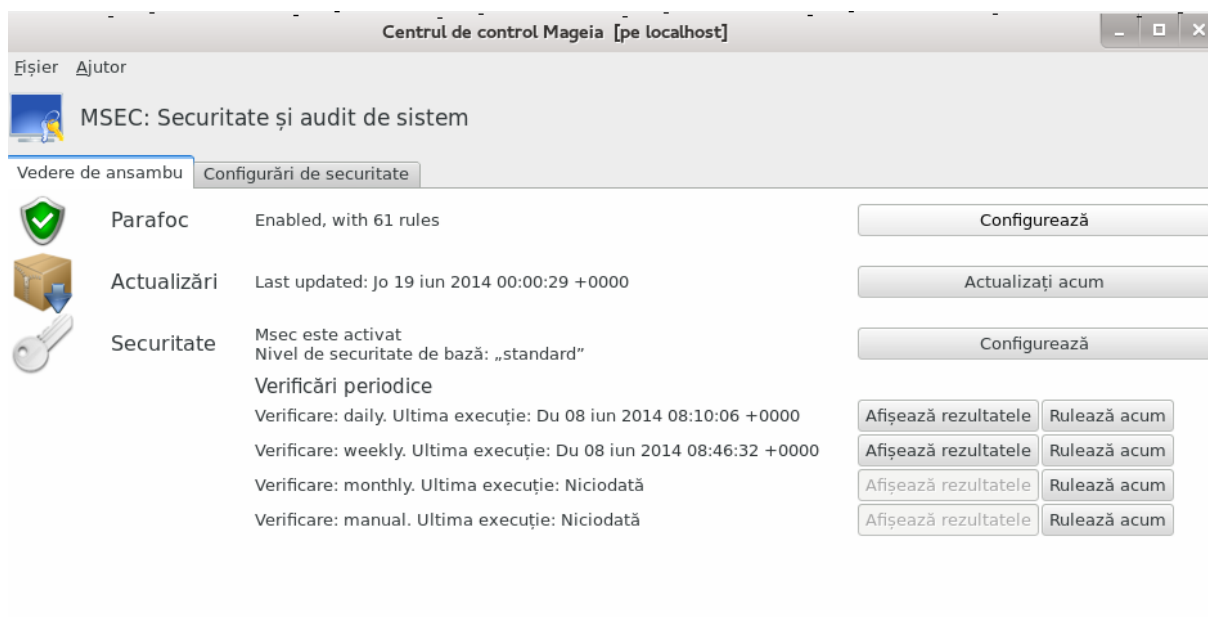 Centrul de control Mageia [pe localhost]
Fișier Ajutor
MSEC: Securitate și audit de sistem
Vedere de ansambu Configurări de securitate
Parafoc Enabled, with 61 rules Configurează
Actualizări Last updated: Jo 19 iun 2014 00:00:29 +0000 Actualizați acum
Securitate Msec este activat Configurează
Nivel de securitate de bază: „standard”
Verificări periodice
Verificare: daily. Ultima execuție: Du 08 iun 2014 08:10:06 +0000 Afișează rezultatele Rulează acum
Verificare: weekly. Ultima execuție: Du 08 iun 2014 08:46:32 +0000 Afișează rezultatele Rulează acum
Verificare: monthly. Ultima execuție: Niciodată Afișează rezultatele Rulează acum
Verificare: manual. Ultima execuție: Niciodată Afișează rezultatele Rulează acum